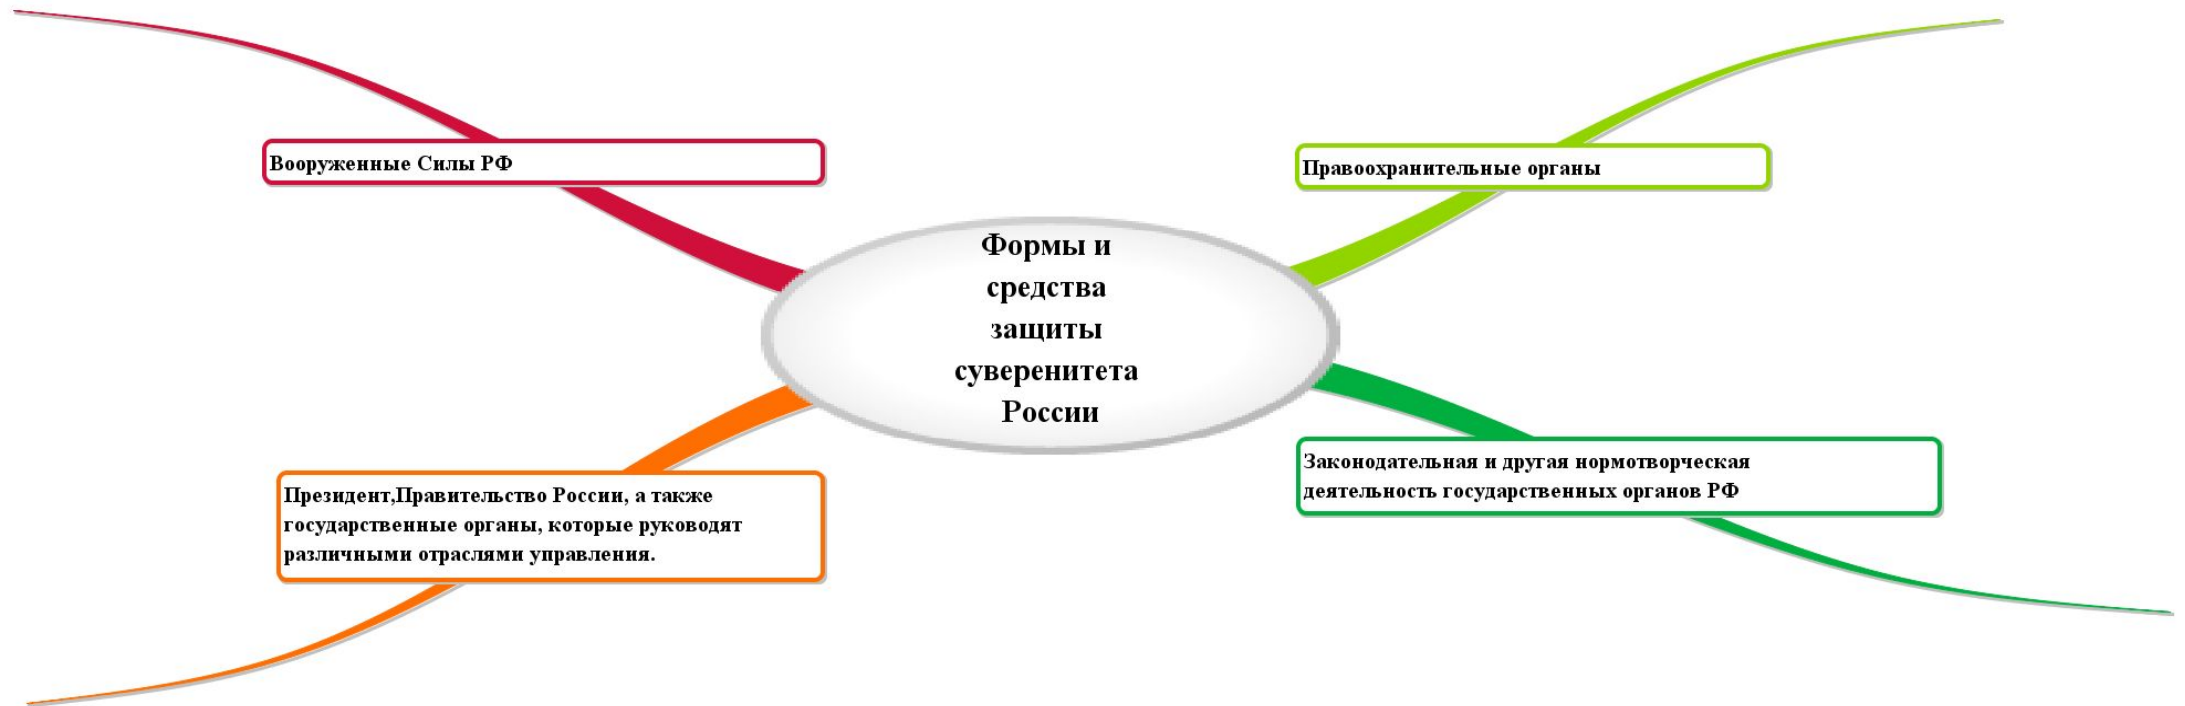 Вооруженные Силы РФ
Правоохранительные органы
Формы и
средства
защиты
суверенитета
России
Президент,Правительство России, а также
государственные органы, которые руководят
различными отраслями управления.
Законодательная и другая нормотворческая
деятельность государственных органов РФ